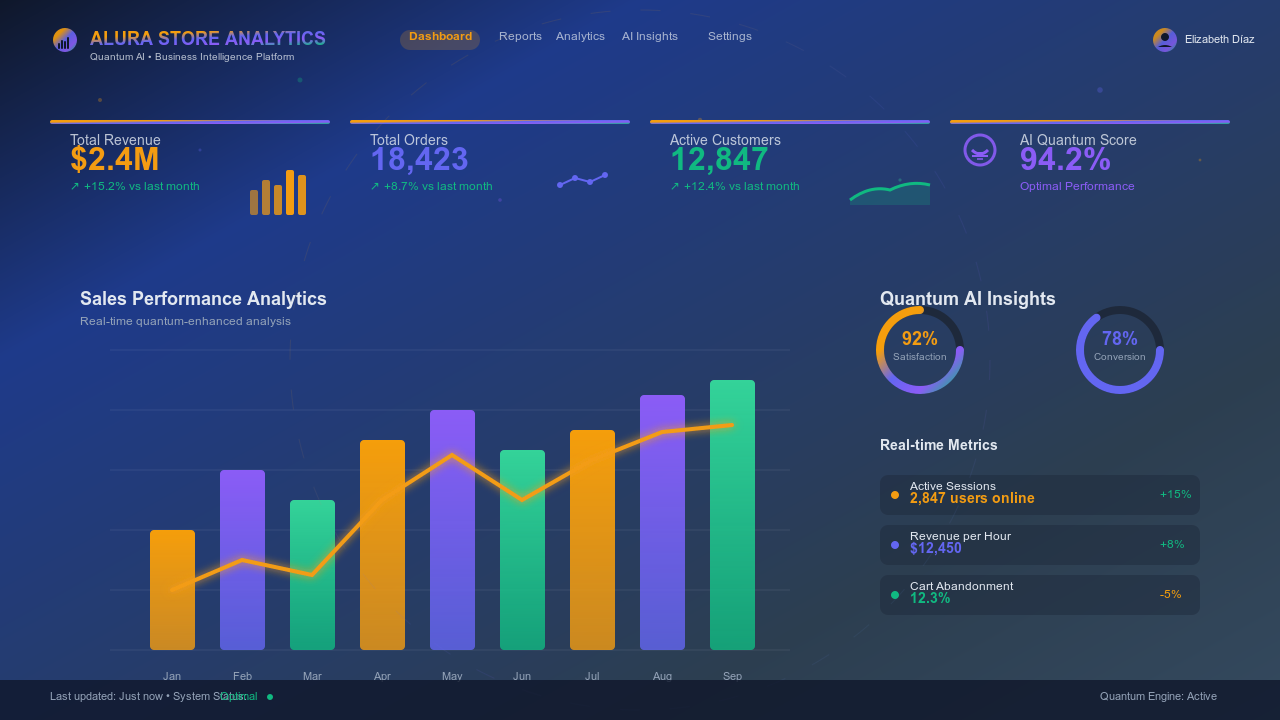 ALURA STORE ANALYTICS
Quantum AI • Business Intelligence Platform
Dashboard
Reports
Analytics
AI Insights
Settings
Elizabeth Díaz
Total Revenue
$2.4M
↗ +15.2% vs last month
Total Orders
18,423
↗ +8.7% vs last month
Active Customers
12,847
↗ +12.4% vs last month
AI Quantum Score
94.2%
Optimal Performance
Sales Performance Analytics
Real-time quantum-enhanced analysis
Jan
Feb
Mar
Apr
May
Jun
Jul
Aug
Sep
Quantum AI Insights
92%
Satisfaction
78%
Conversion
Real-time Metrics
Active Sessions
2,847 users online
+15%
Revenue per Hour
$12,450
+8%
Cart Abandonment
12.3%
-5%
Last updated: Just now • System Status:
Optimal
Quantum Engine: Active